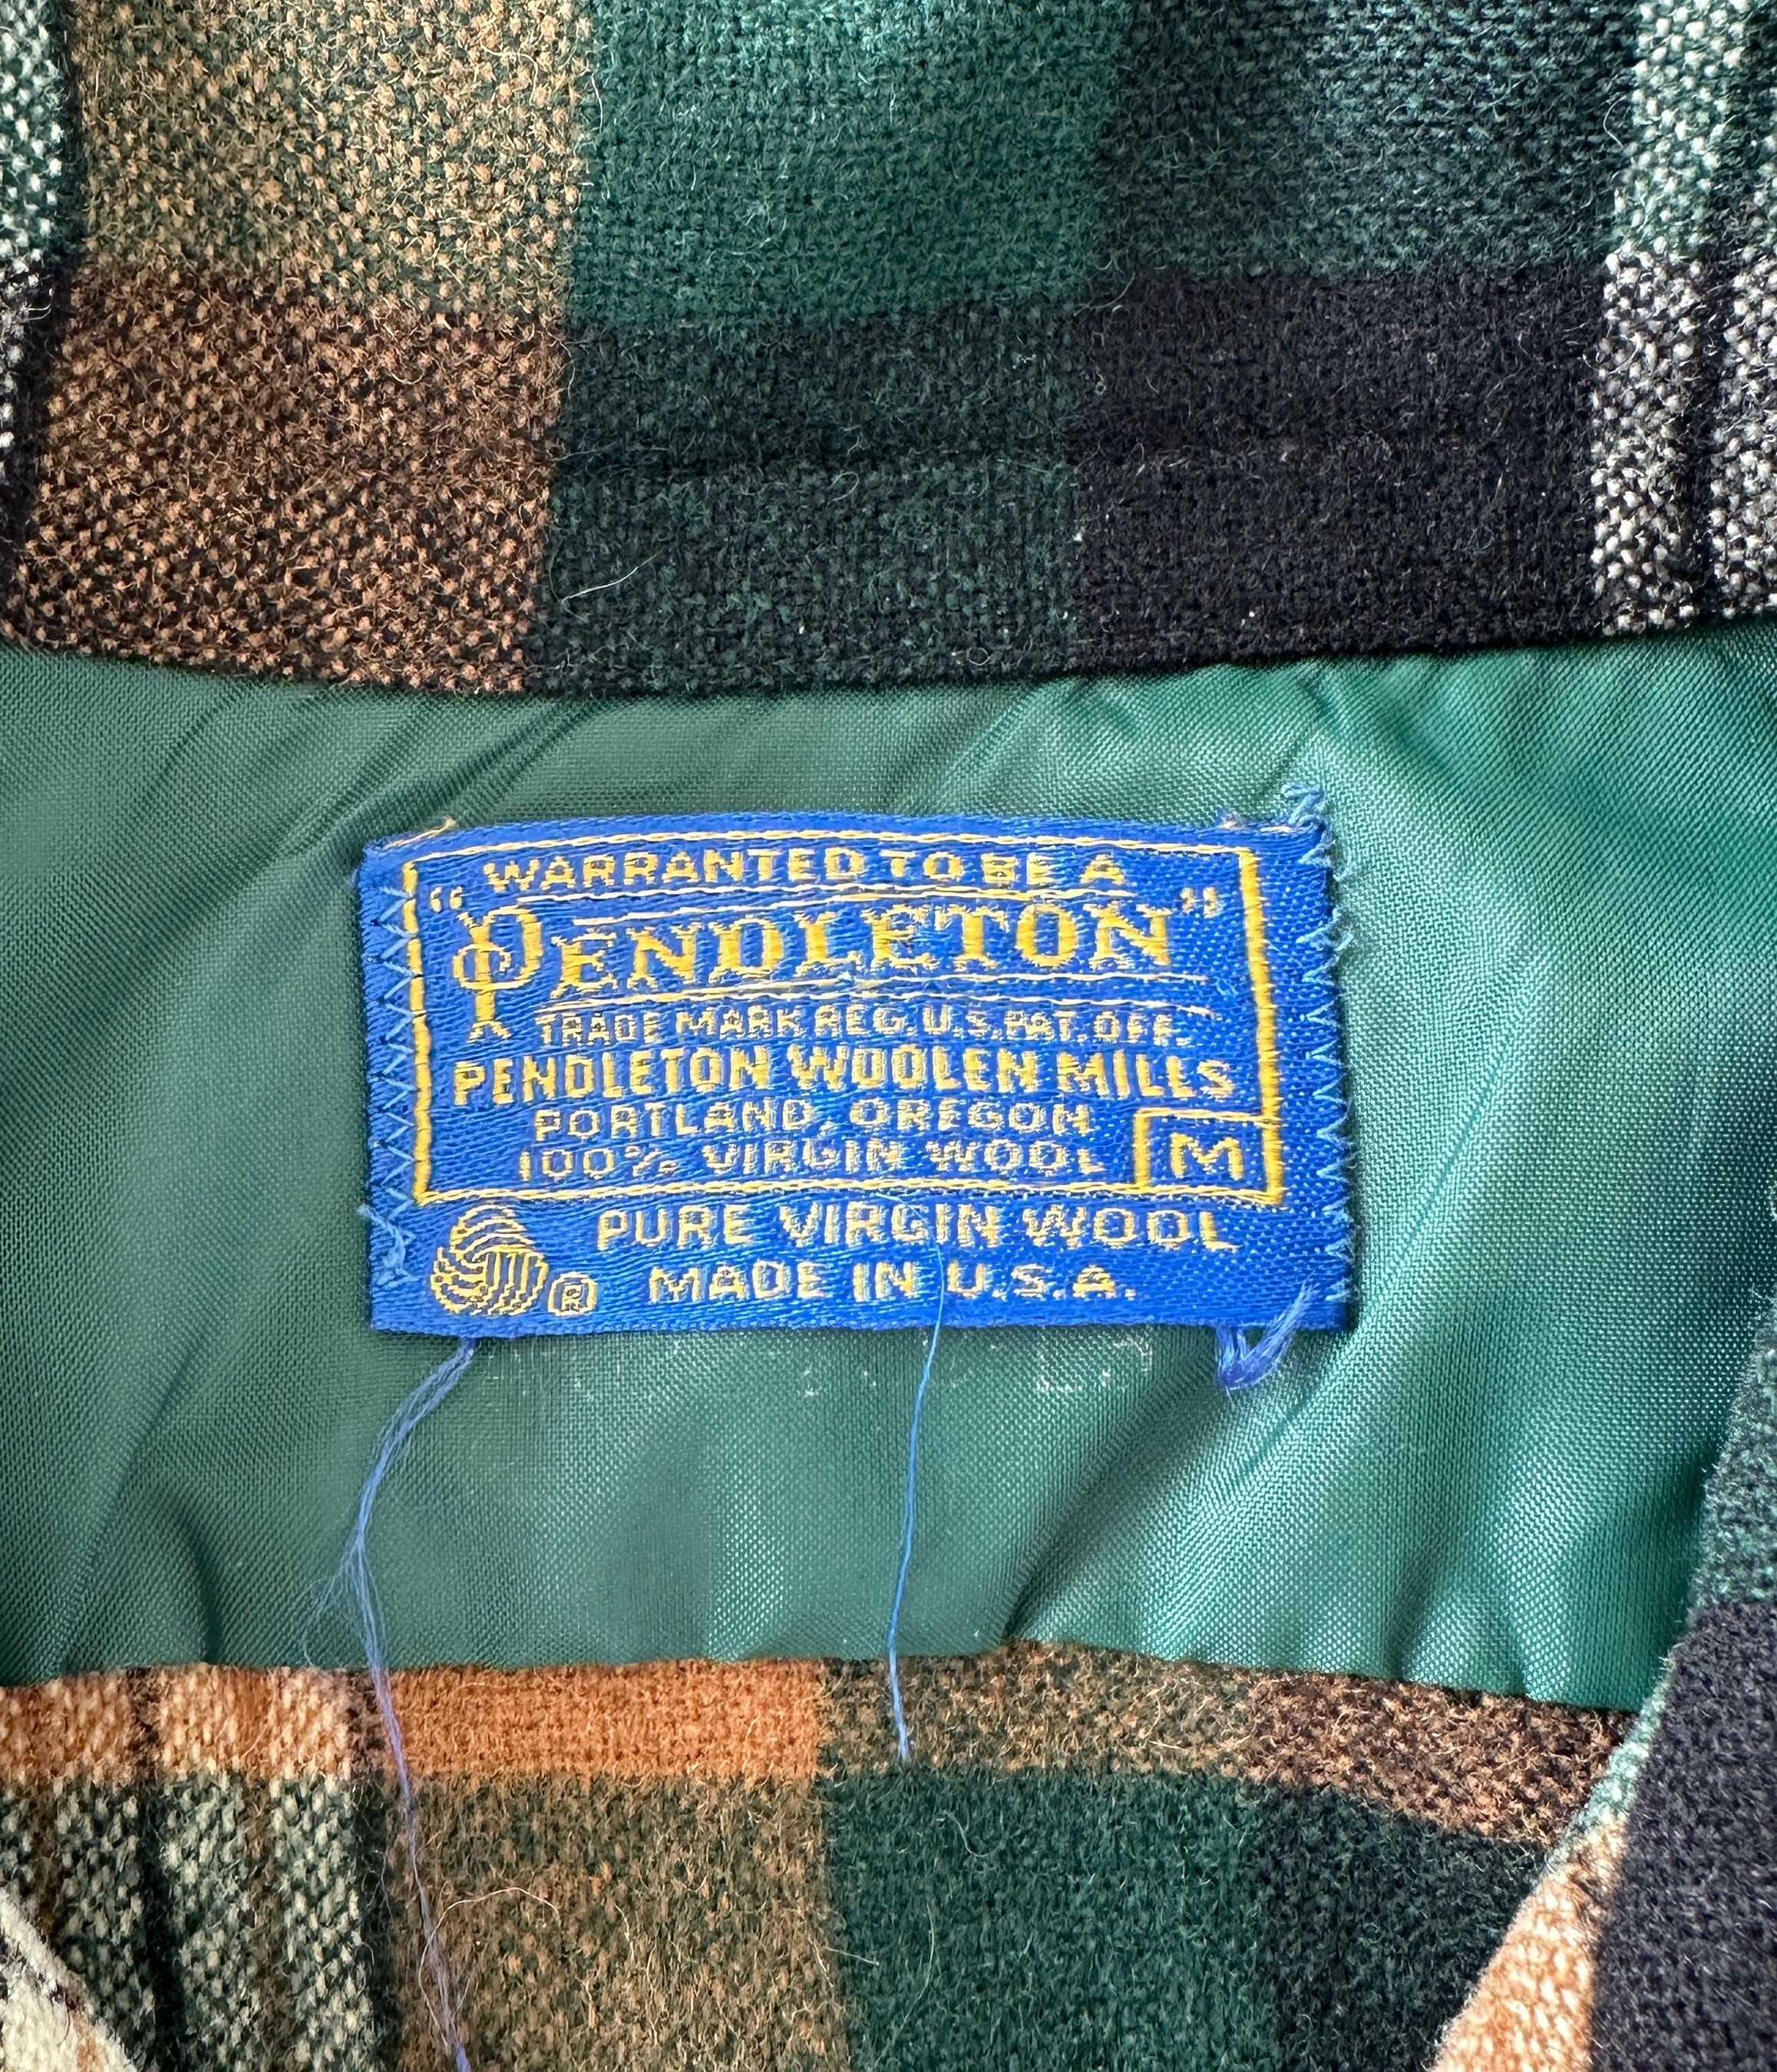 WARRANTED TO BE A
"PENDLETON"
TRADE MARK REG. U.S. PAT. OFF.
PENDLETON WOOLEN MILLS
PORTLAND, OREGON
100% VIRGIN WOOL M
PURE VIRGIN WOOL
® MADE IN U.S.A.